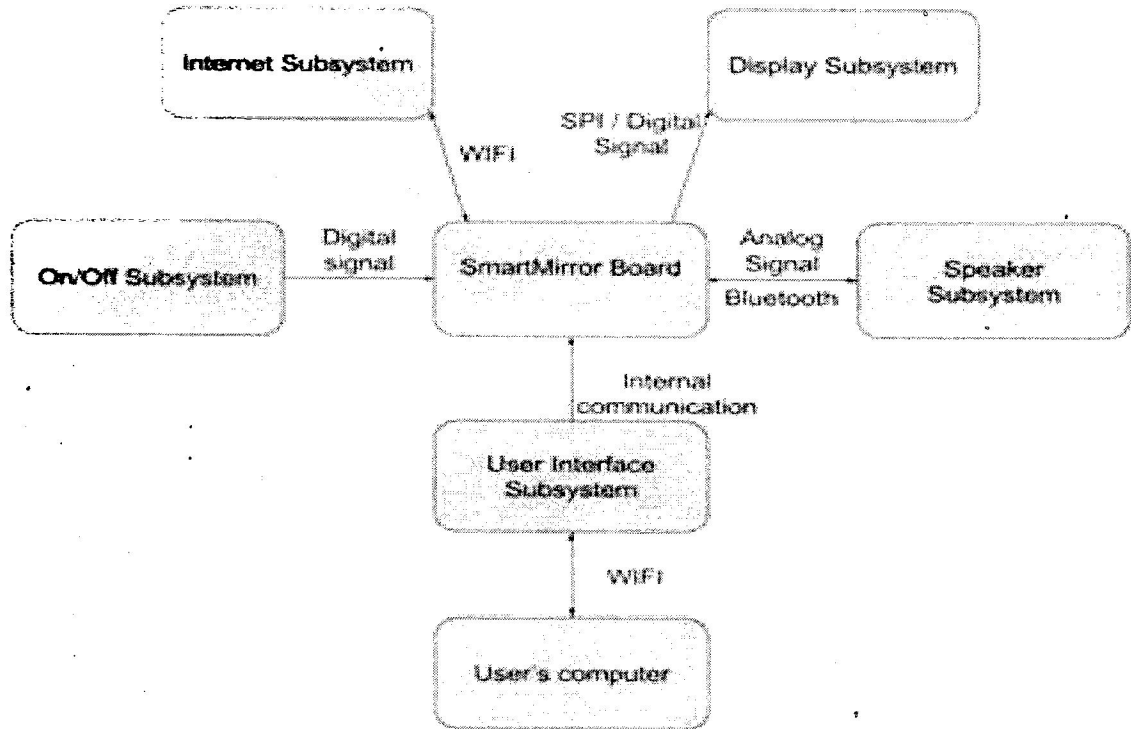 Internet Subsystem
Display Subsystem
SPI / Digital
Signal
WIFI
On/Off Subsystem
Digital
signal
SmartMirror Board
Analog
Signal
Bluetooth
Speaker
Subsystem
Internal
communication
User Interface
Subsystem
WIFI
User's computer